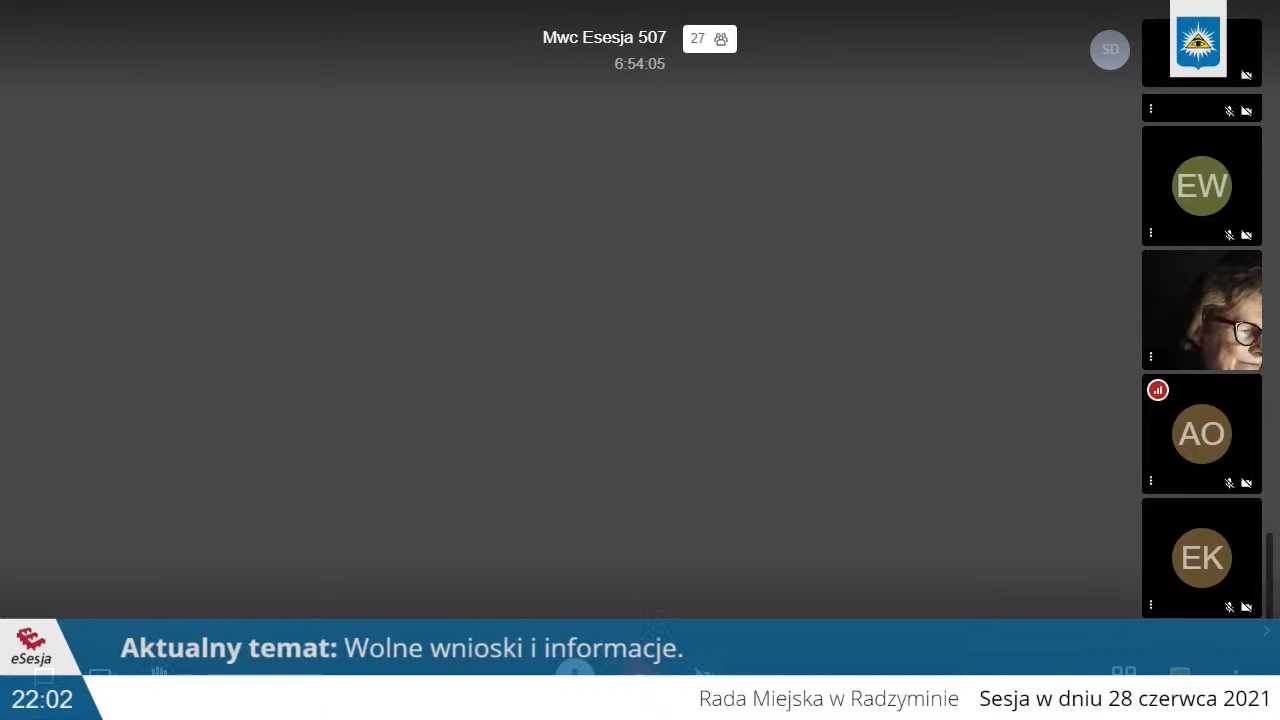 Mwc Esesja 507
27
6:54:05
SD
EW
AO
EK
Aktualny temat: Wolne wnioski i informacje.
eSesja
22:02
Rada Miejska w Radzyminie
Sesja w dniu 28 czerwca 2021